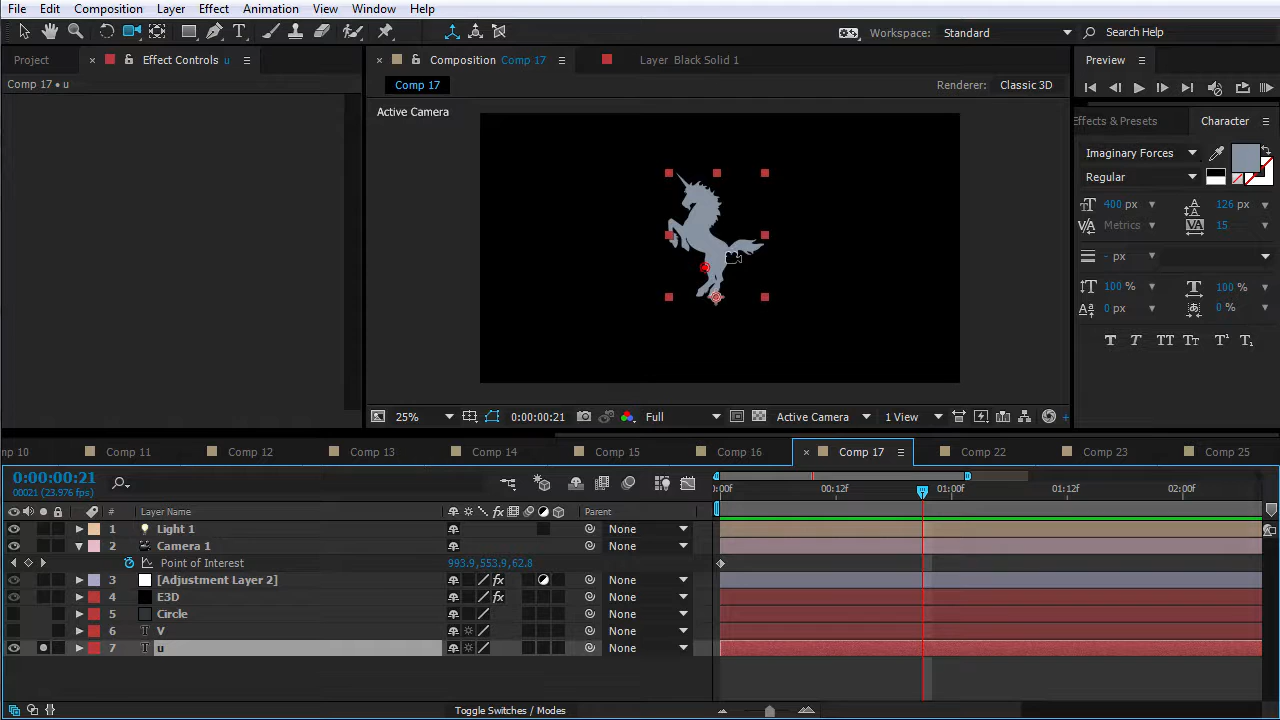 File Edit Composition Layer Effect Animation View Window Help
Workspace: Standard Search Help
Project Effect Controls u Composition Comp 17 Layer Black Solid 1 Preview
Comp 17 • u Comp 17 Renderer: Classic 3D
Active Camera
Effects & Presets Character
Imaginary Forces
Regular
400 px 126 px
Metrics 15
- px
100 % 100 %
0 px 0 %
T T TT Tt T¹ T₁
25% 0:00:00:21 Full Active Camera 1 View
mp 10 Comp 11 Comp 12 Comp 13 Comp 14 Comp 15 Comp 16 Comp 17 Comp 22 Comp 23 Comp 25
0:00:00:21
00021 (23.976 fps) :00f 00:12f 01:00f 01:12f 02:00f
# Layer Name Parent
1 Light 1 None
2 Camera 1 None
Point of Interest 993.9,553.9,62.8
3 [Adjustment Layer 2] None
4 E3D None
5 Circle None
6 T V None
7 T u None
Toggle Switches / Modes